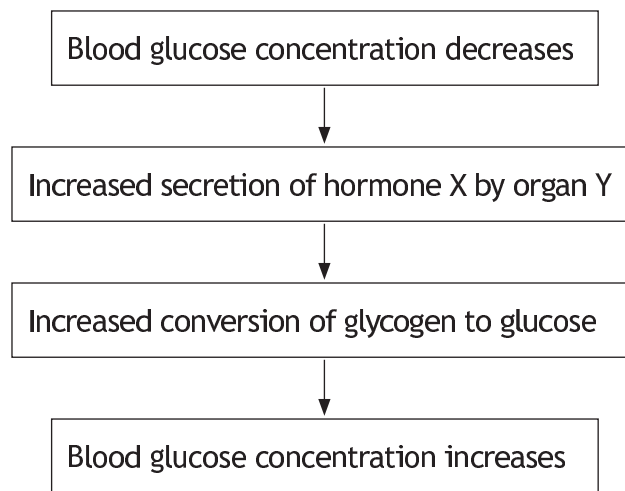 Blood glucose concentration decreases
Increased secretion of hormone X by organ Y
Increased conversion of glycogen to glucose
Blood glucose concentration increases